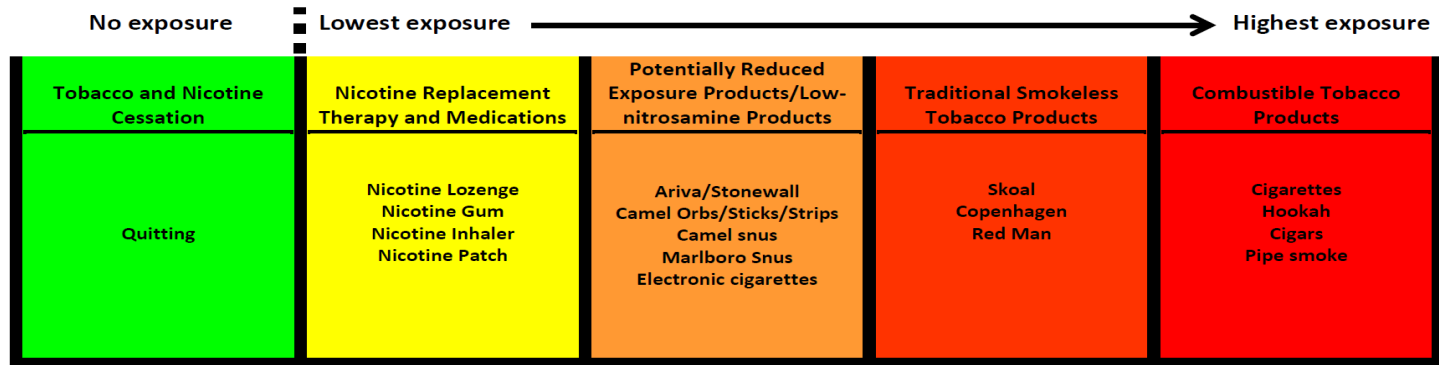 No exposure
Lowest exposure
Highest exposure
Tobacco and Nicotine
Cessation
Quitting
Nicotine Replacement
Therapy and Medications
Nicotine Lozenge
Nicotine Gum
Nicotine Inhaler
Nicotine Patch
Potentially Reduced
Exposure Products/Low-
nitrosamine Products
Ariva/Stonewall
Camel Orbs/Sticks/Strips
Camel snus
Marlboro Snus
Electronic cigarettes
Traditional Smokeless
Tobacco Products
Skoal
Copenhagen
Red Man
Combustible Tobacco
Products
Cigarettes
Hookah
Cigars
Pipe smoke